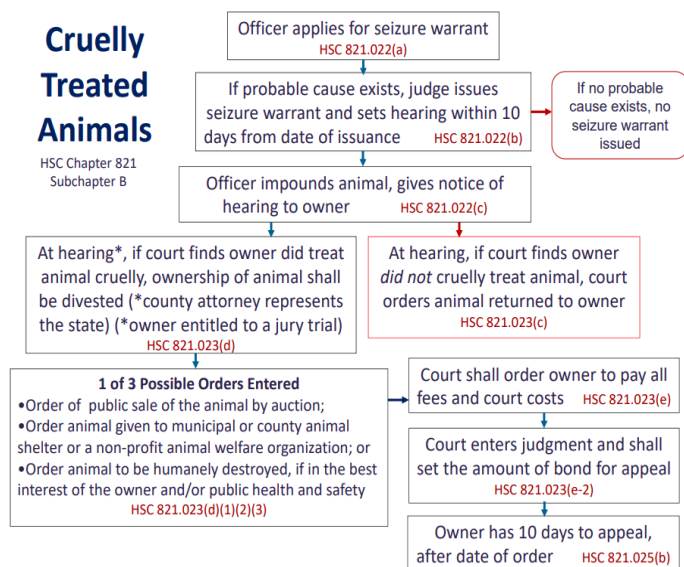 Cruelly
Treated
Animals
HSC Chapter 821
Subchapter B
Officer applies for seizure warrant
HSC 821.022(a)
If probable cause exists, judge issues
seizure warrant and sets hearing within 10
days from date of issuance HSC 821.022(b)
If no probable
cause exists, no
seizure warrant
issued
Officer impounds animal, gives notice of
hearing to owner HSC 821.022(c)
At hearing*, if court finds owner did treat
animal cruelly, ownership of animal shall
be divested (*county attorney represents
the state) (*owner entitled to a jury trial)
HSC 821.023(d)
At hearing, if court finds owner
did not cruelly treat animal, court
orders animal returned to owner
HSC 821.023(c)
1 of 3 Possible Orders Entered
•Order of public sale of the animal by auction;
•Order animal given to municipal or county animal
shelter or a non-profit animal welfare organization; or
•Order animal to be humanely destroyed, if in the best
interest of the owner and/or public health and safety
HSC 821.023(d)(1)(2)(3)
Court shall order owner to pay all
fees and court costs HSC 821.023(e)
Court enters judgment and shall
set the amount of bond for appeal
HSC 821.023(e-2)
Owner has 10 days to appeal,
after date of order HSC 821.025(b)